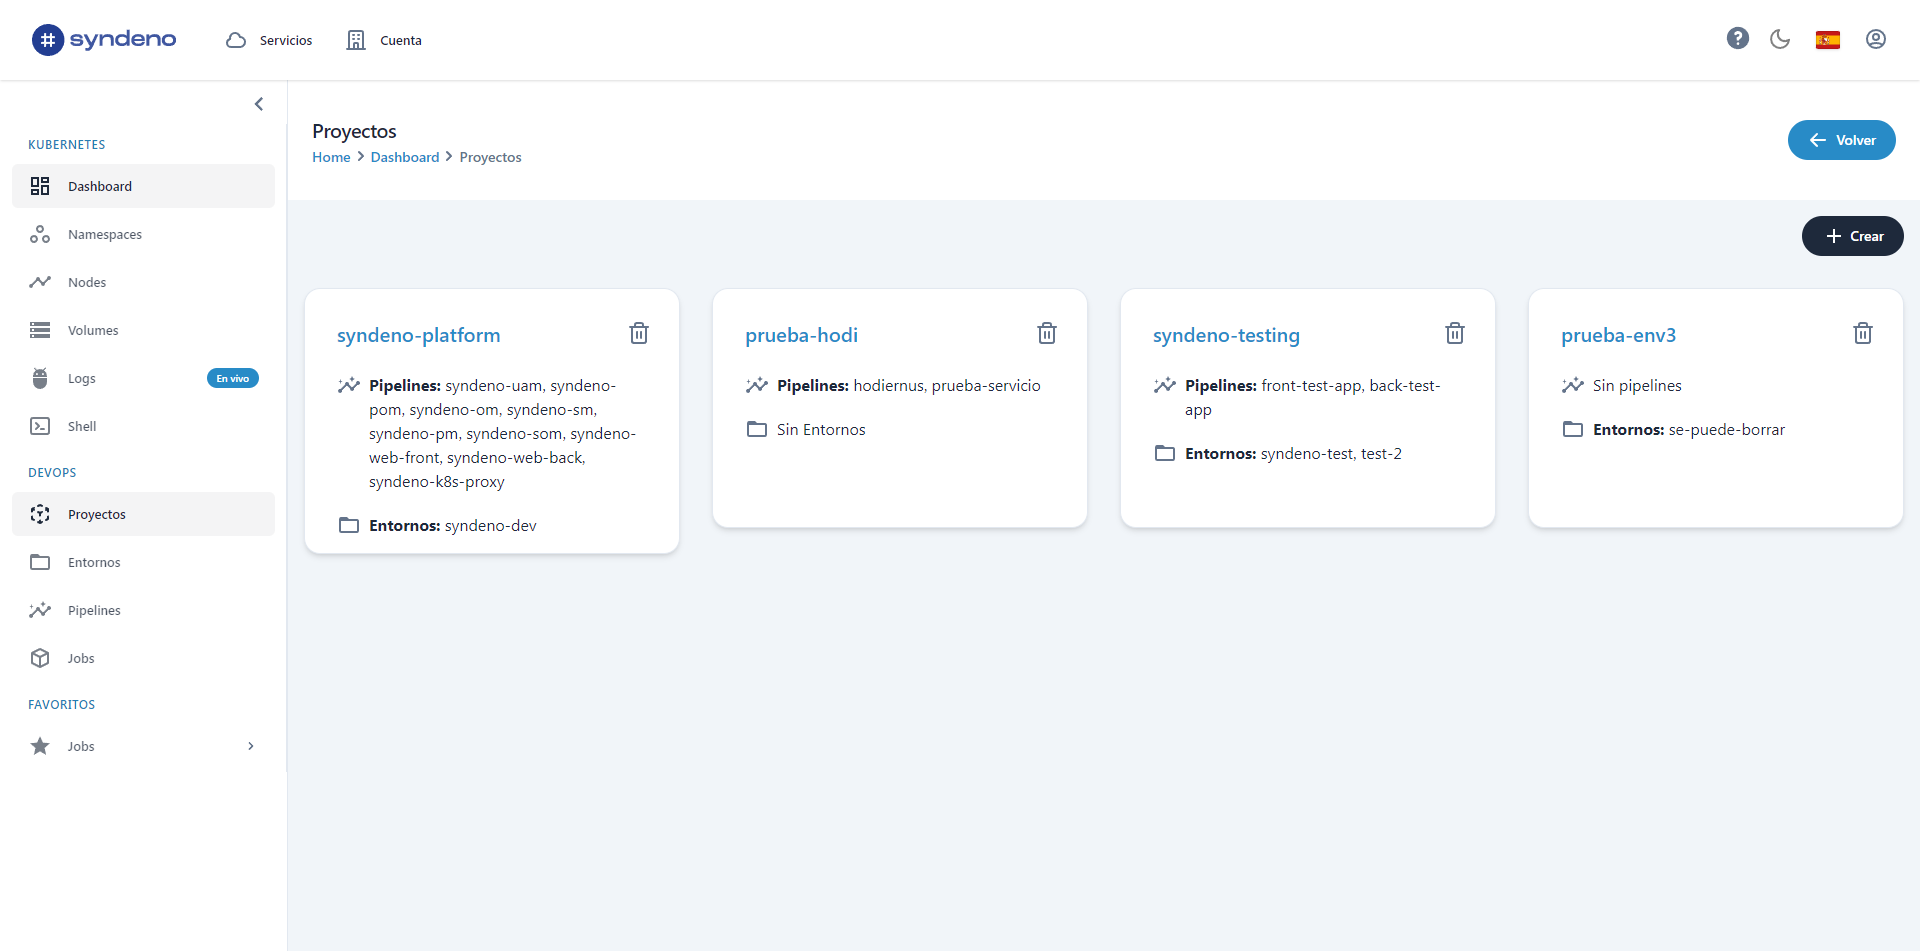 syndeno
Servicios
Cuenta
KUBERNETES
Dashboard
Namespaces
Nodes
Volumes
Logs
En vivo
Shell
DEVOPS
Proyectos
Entornos
Pipelines
Jobs
FAVORITOS
Jobs
Proyectos
Home > Dashboard > Proyectos
Volver
Crear
syndeno-platform
Pipelines: syndeno-uam, syndeno-
pom, syndeno-om, syndeno-sm,
syndeno-pm, syndeno-som, syndeno-
web-front, syndeno-web-back,
syndeno-k8s-proxy
Entornos: syndeno-dev
prueba-hodi
Pipelines: hodiernus, prueba-servicio
Sin Entornos
syndeno-testing
Pipelines: front-test-app, back-test-
app
Entornos: syndeno-test, test-2
prueba-env3
Sin pipelines
Entornos: se-puede-borrar